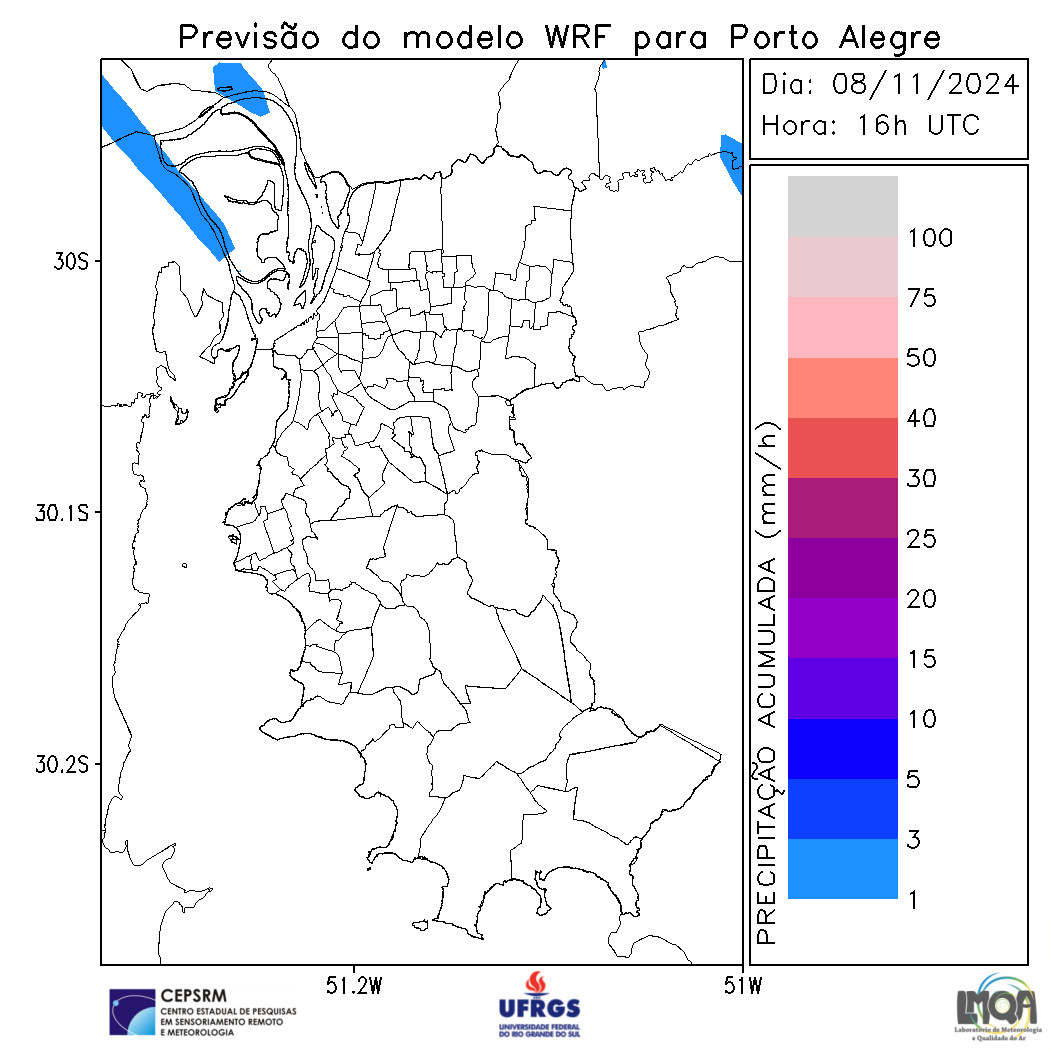 Previsão do modelo WRF para Porto Alegre
Dia: 08/11/2024
Hora: 16h UTC
30S
30.1S
30.2S
51.2W
51W
PRECIPITAÇÃO ACUMULADA (mm/h)
100
75
50
40
30
25
20
15
10
5
3
1
CEPSRM
CENTRO ESTADUAL DE PESQUISAS
EM SENSORIAMENTO REMOTO
E METEOROLOGIA
UFRGS
UNIVERSIDADE FEDERAL
DO RIO GRANDE DO SUL
LMQA
Laboratório de Meteorologia
e Qualidade do Ar